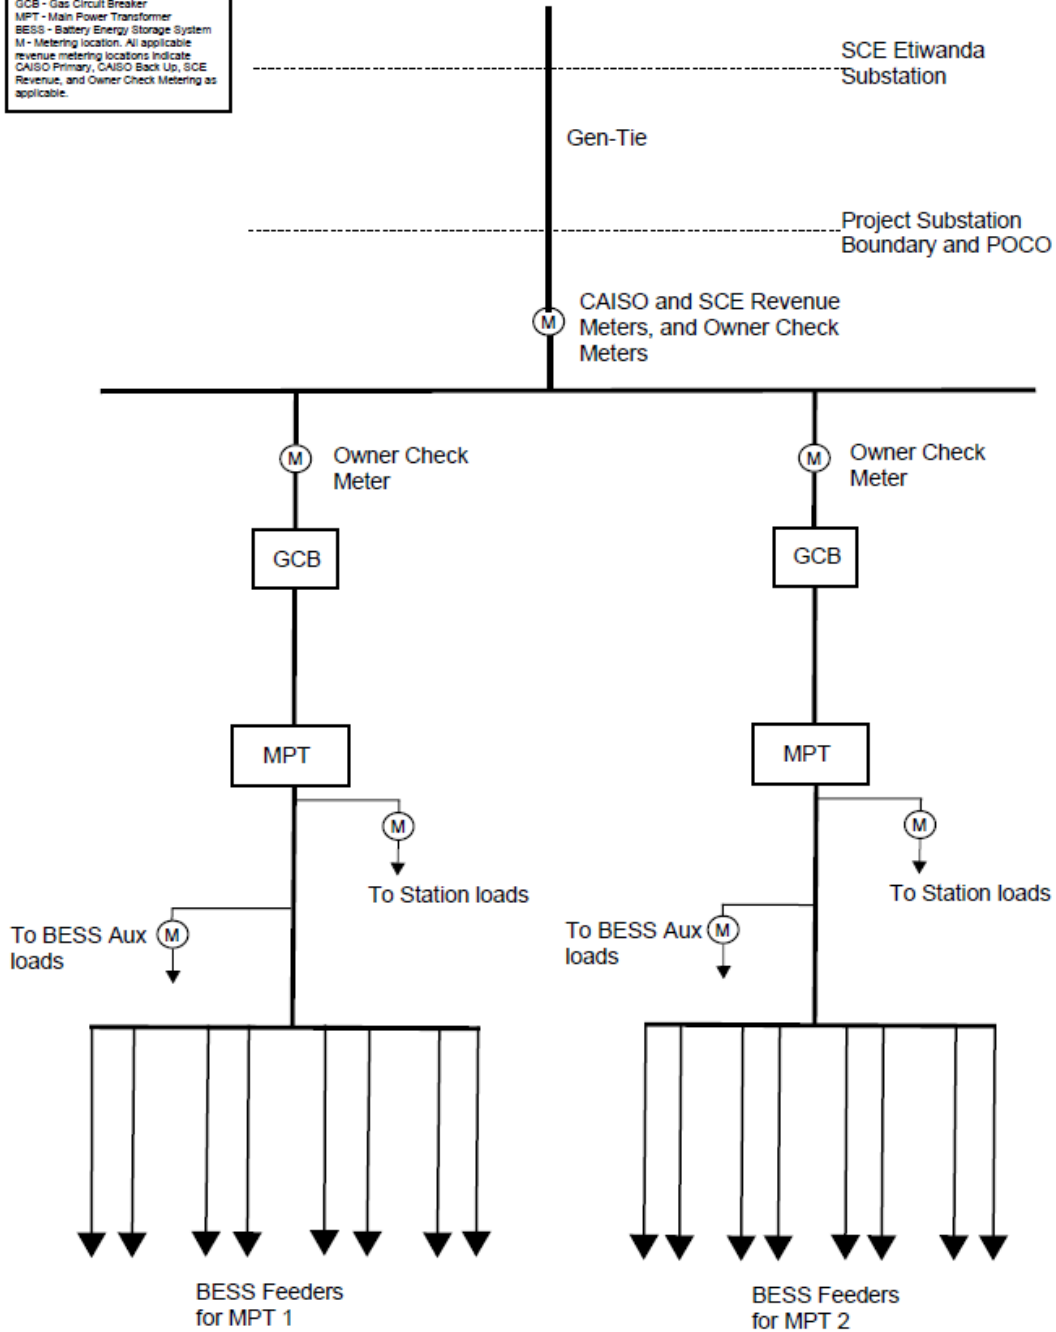 GCB - Gas Circuit Breaker
MPT - Main Power Transformer
BESS - Battery Energy Storage System
M - Metering location. All applicable
revenue metering locations indicate
CAISO Primary, CAISO Back Up, SCE
Revenue, and Owner Check Metering as
applicable.
SCE Etiwanda
Substation
Gen-Tie
Project Substation
Boundary and POCO
M
CAISO and SCE Revenue
Meters, and Owner Check
Meters
M
Owner Check
Meter
M
Owner Check
Meter
GCB
GCB
MPT
MPT
M
To Station loads
M
To Station loads
To BESS Aux
loads
M
To BESS Aux
loads
M
BESS Feeders
for MPT 1
BESS Feeders
for MPT 2